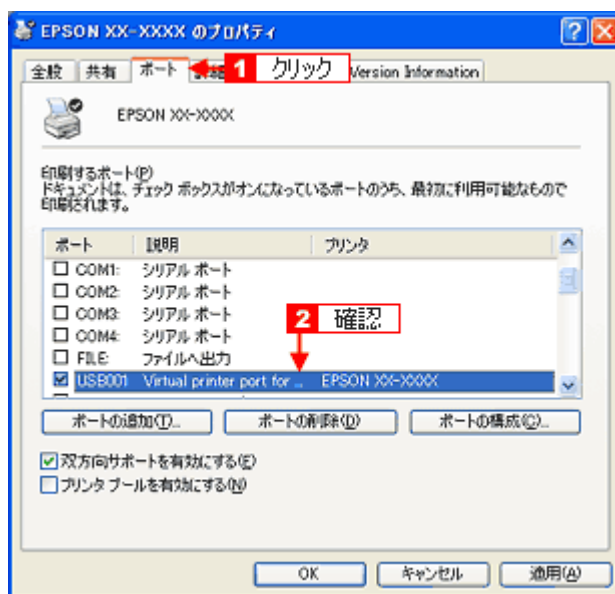 EPSON XX-XXXX のプロパティ
全般 共有 ポート 1 クリック Version Information
EPSON XX-XXXX
印刷するポート(P)
ドキュメントは、チェック ボックスがオンになっているポートのうち、最初に利用可能なもので
印刷されます。
ポート 説明 プリンタ
COM1: シリアル ポート
COM2: シリアル ポート
COM3: シリアル ポート
COM4: シリアル ポート
2 確認
FILE: ファイルへ出力
USB001 Virtual printer port for ... EPSON XX-XXXX
ポートの追加(T)... ポートの削除(D) ポートの構成(C)...
双方向サポートを有効にする(E)
プリンタ プールを有効にする(N)
OK キャンセル 適用(A)